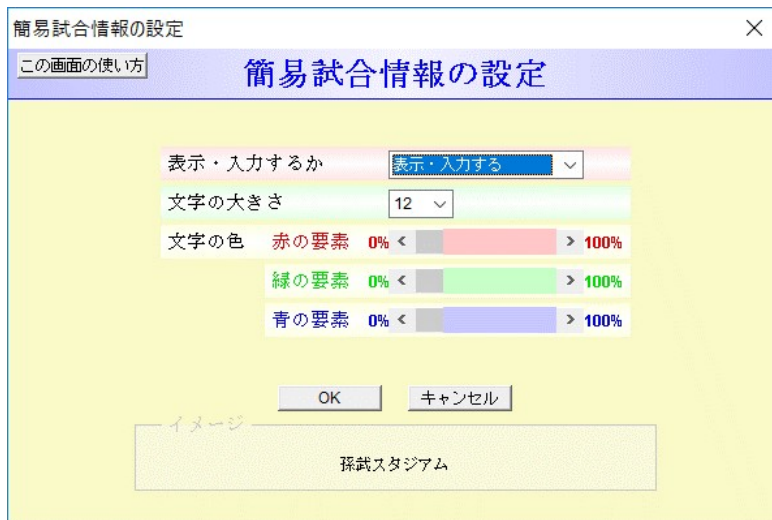 簡易試合情報の設定
この画面の使い方
簡易試合情報の設定
表示・入力するか 表示・入力する
文字の大きさ 12
文字の色 赤の要素 0% 100%
緑の要素 0% 100%
青の要素 0% 100%
OK キャンセル
イメージ
孫武スタジアム